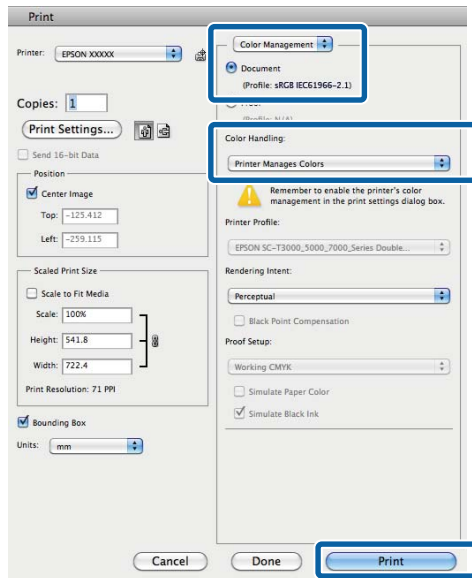 Print
Printer: EPSON XXXXX
Copies: 1
Print Settings...
Send 16-bit Data
Position
Center Image
Top: -125.412
Left: -259.115
Scaled Print Size
Scale to Fit Media
Scale: 100%
Height: 541.8
Width: 722.4
Print Resolution: 71 PPI
Bounding Box
Units: mm
Color Management
Document
(Profile: sRGB IEC61966-2.1)
Color Handling:
Printer Manages Colors
Remember to enable the printer's color
management in the print settings dialog box.
Printer Profile:
EPSON SC-T3000_5000_7000_Series Double...
Rendering Intent:
Perceptual
Black Point Compensation
Proof Setup:
Working CMYK
Simulate Paper Color
Simulate Black Ink
Cancel
Done
Print